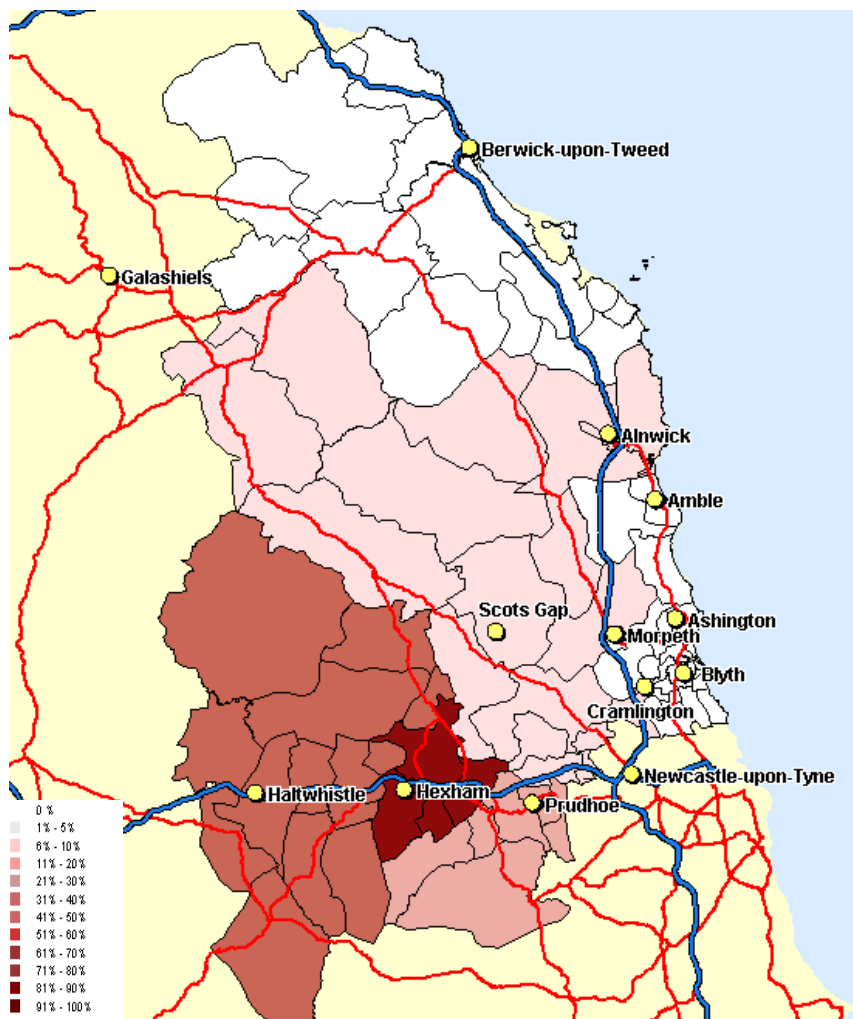 Berwick-upon-Tweed
Galashiels
Alnwick
Amble
Scots Gap
Ashington
Morpeth
Blyth
Cramlington
Newcastle-upon-Tyne
Haltwhistle
Hexham
Prudhoe
0 %
1% - 5%
6% - 10%
11% - 20%
21% - 30%
31% - 40%
41% - 50%
51% - 60%
61% - 70%
71% - 80%
81% - 90%
91% - 100%